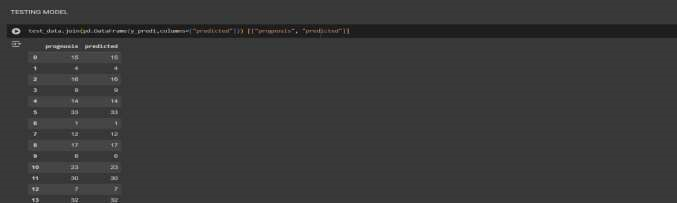 TESTING MODEL
test_data.join(pd.DataFrame(y_predi,columns=["predicted"])) [["prognosis", "predicted"]]
prognosis predicted
0 15 15
1 4 4
2 16 16
3 9 9
4 14 14
5 33 33
6 1 1
7 12 12
8 17 17
9 6 6
10 23 23
11 30 30
12 7 7
13 32 32